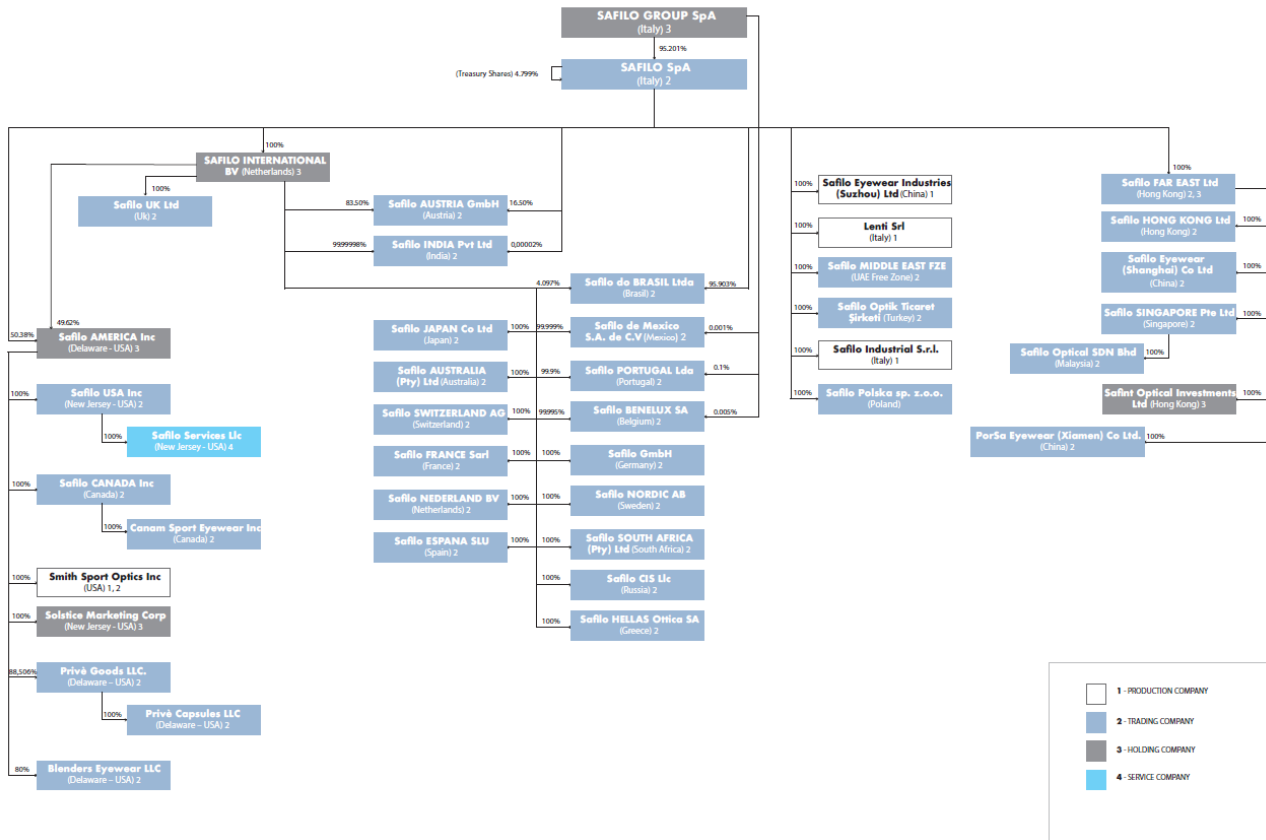 SAFILO GROUP SpA
(Italy) 3
95.201%
(Treasury Shares) 4.799%
SAFILO SpA
(Italy) 2
100%
SAFILO INTERNATIONAL
BV (Netherlands) 3
100%
Safilo UK Ltd
(Uk) 2
83.50%
Safilo AUSTRIA GmbH
(Austria) 2
16.50%
99.99998%
Safilo INDIA Pvt Ltd
(India) 2
0,00002%
4.097%
Safilo do BRASIL Ltda
(Brasil) 2
95.903%
Safilo JAPAN Co Ltd
(Japan) 2
100%
99.999%
Safilo de Mexico
S.A. de C.V (Mexico) 2
0.001%
Safilo AUSTRALIA
(Pty) Ltd (Australia) 2
100%
99.9%
Safilo PORTUGAL Lda
(Portugal) 2
0.1%
Safilo SWITZERLAND AG
(Switzerland) 2
100%
99.995%
Safilo BENELUX SA
(Belgium) 2
0.005%
Safilo FRANCE Sarl
(France) 2
100%
100%
Safilo GmbH
(Germany) 2
Safilo NEDERLAND BV
(Netherlands) 2
100%
100%
Safilo NORDIC AB
(Sweden) 2
Safilo ESPANA SLU
(Spain) 2
100%
100%
Safilo SOUTH AFRICA
(Pty) Ltd (South Africa) 2
100%
Safilo CIS Llc
(Russia) 2
100%
Safilo HELLAS Ottica SA
(Greece) 2
50.38%
49.62%
Safilo AMERICA Inc
(Delaware - USA) 3
100%
Safilo USA Inc
(New Jersey - USA) 2
100%
Safilo Services Llc
(New Jersey - USA) 4
100%
Safilo CANADA Inc
(Canada) 2
100%
Canam Sport Eyewear Inc
(Canada) 2
100%
Smith Sport Optics Inc
(USA) 1, 2
100%
Solstice Marketing Corp
(New Jersey - USA) 3
88,506%
Privè Goods LLC.
(Delaware – USA) 2
100%
Privè Capsules LLC
(Delaware – USA) 2
80%
Blenders Eyewear LLC
(Delaware – USA) 2
100%
Safilo Eyewear Industries
(Suzhou) Ltd (China) 1
100%
Lenti Srl
(Italy) 1
100%
Safilo MIDDLE EAST FZE
(UAE Free Zone) 2
100%
Safilo Optik Ticaret
Şirketi (Turkey) 2
100%
Safilo Industrial S.r.l.
(Italy) 1
100%
Safilo Polska sp. z.o.o.
(Poland)
100%
Safilo FAR EAST Ltd
(Hong Kong) 2, 3
Safilo HONG KONG Ltd
(Hong Kong) 2
100%
Safilo Eyewear
(Shanghai) Co Ltd
(China) 2
100%
Safilo SINGAPORE Pte Ltd
(Singapore) 2
100%
Safilo Optical SDN Bhd
(Malaysia) 2
100%
Safint Optical Investments
Ltd (Hong Kong) 3
100%
PorSa Eyewear (Xiamen) Co Ltd.
(China) 2
100%
1 - PRODUCTION COMPANY
2 - TRADING COMPANY
3 - HOLDING COMPANY
4 - SERVICE COMPANY